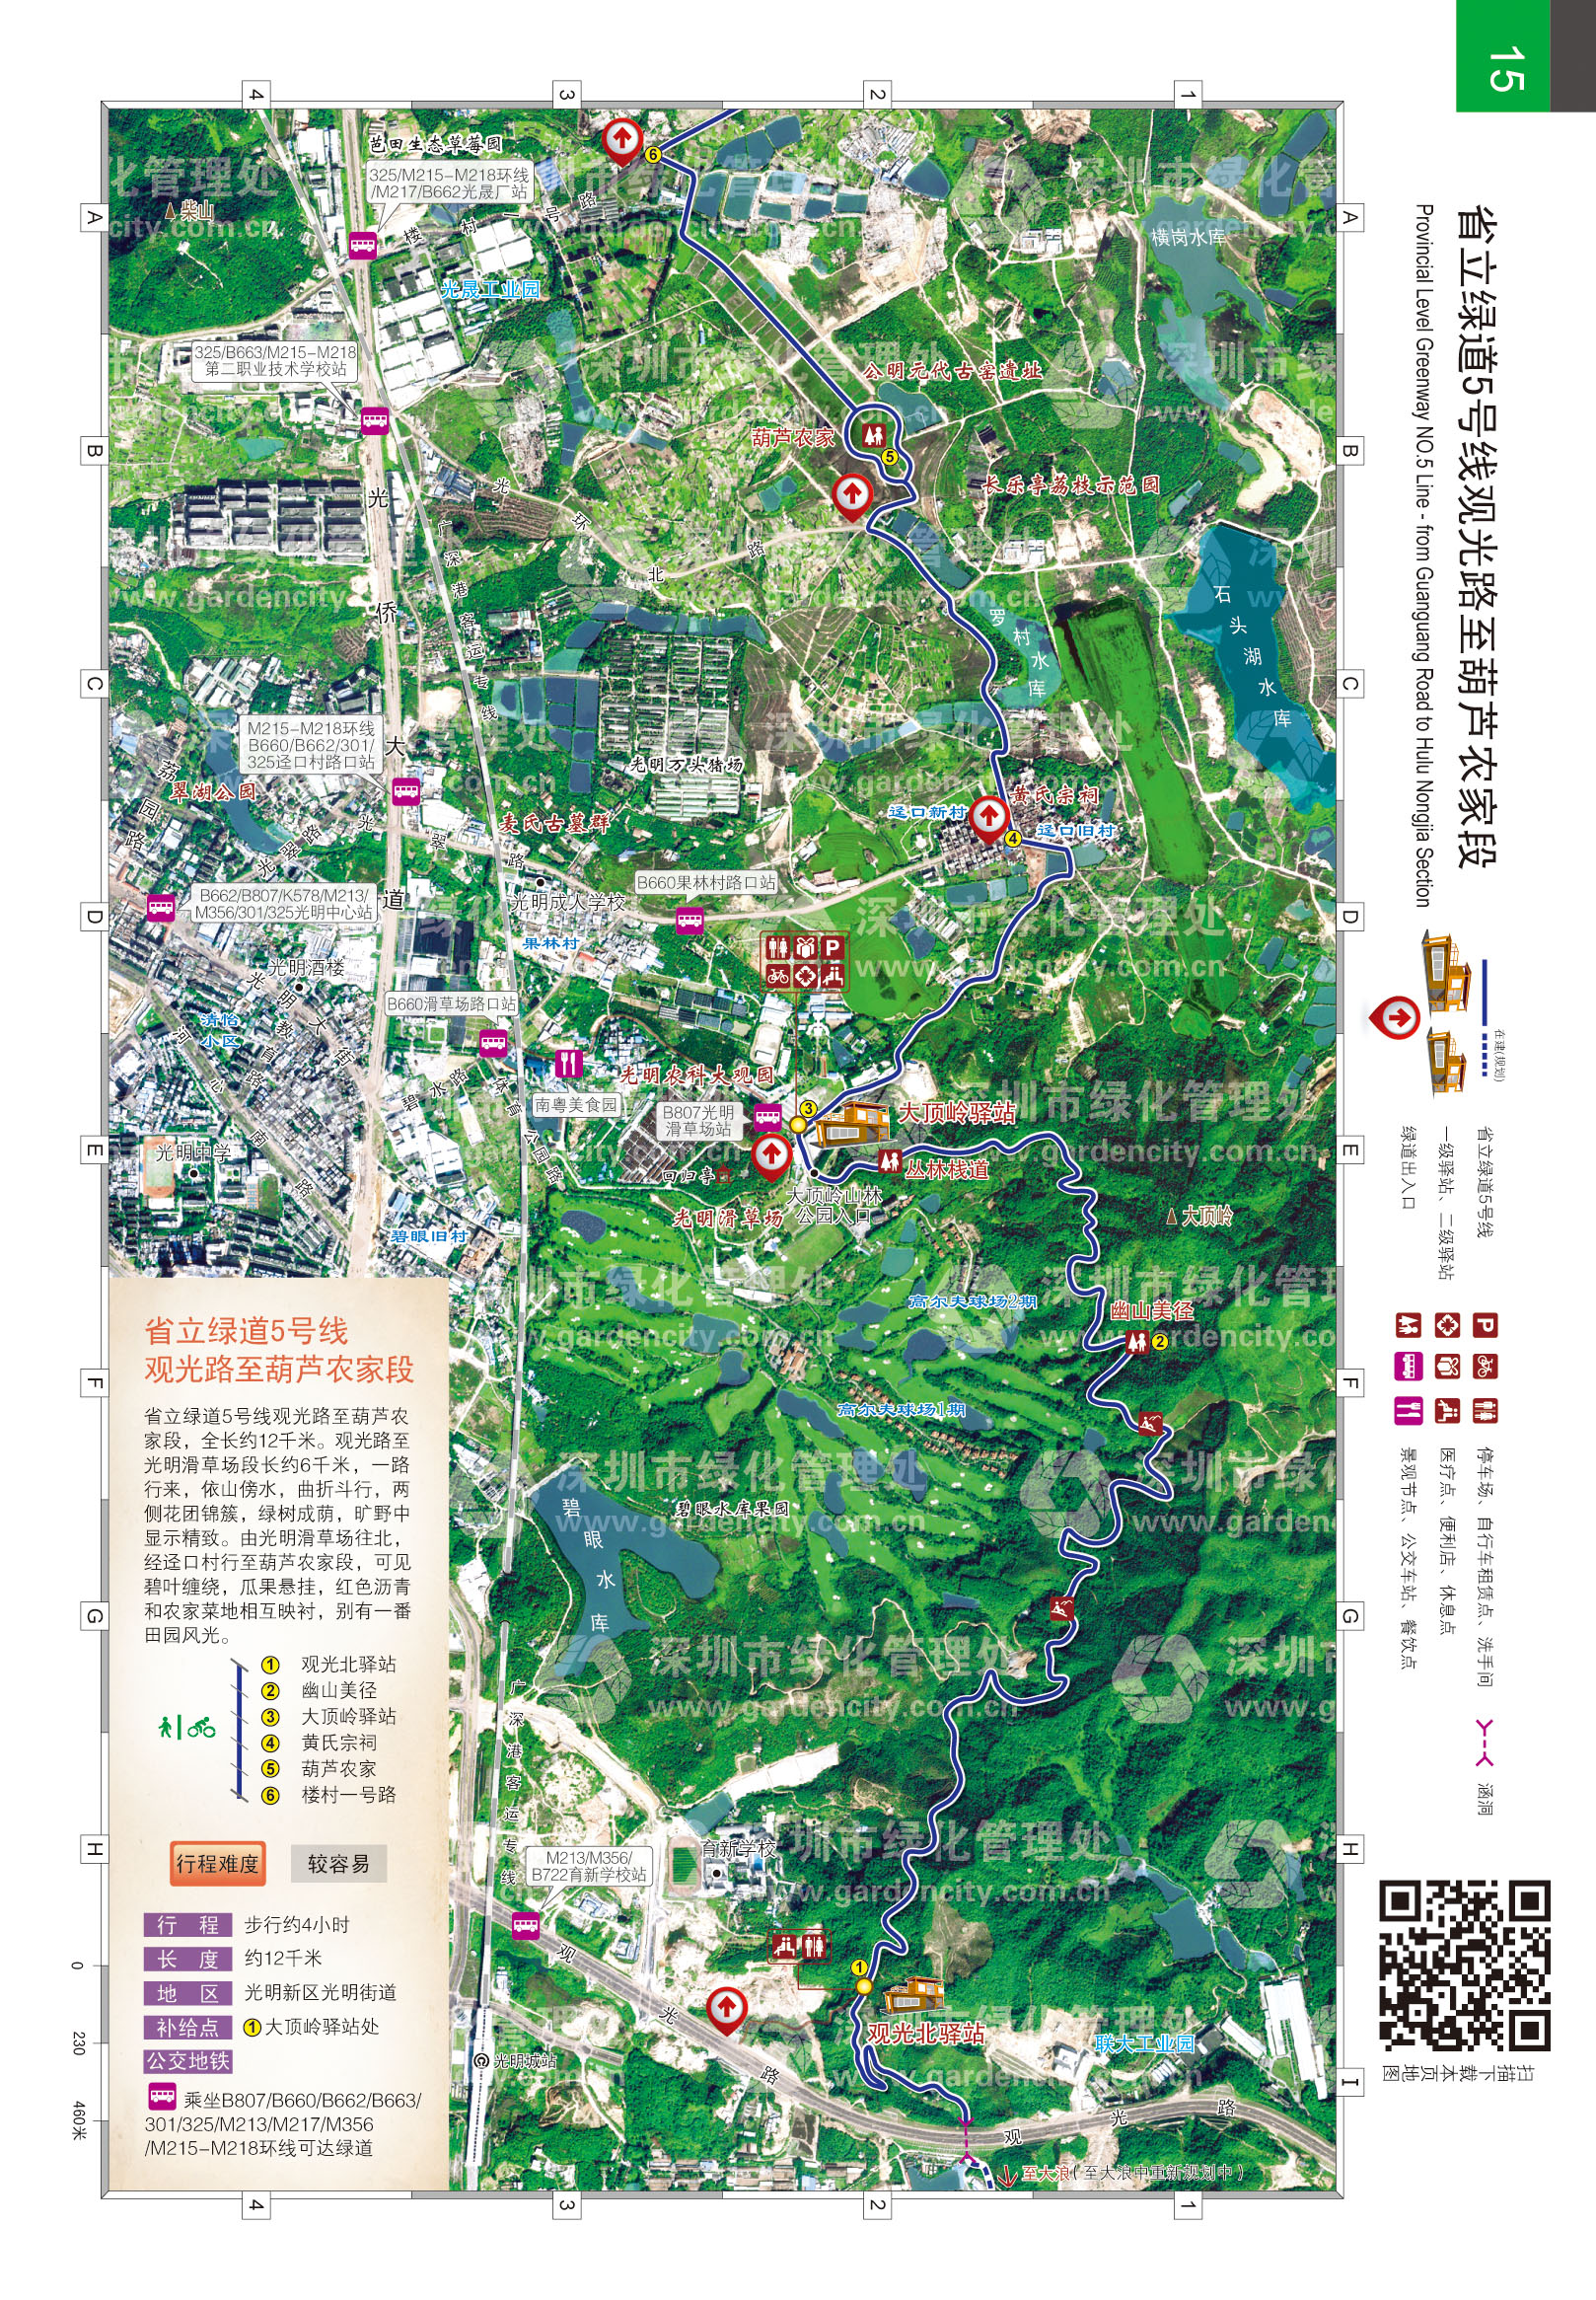 15
省立绿道5号线观光路至葫芦农家段
Provincial Level Greenway NO.5 Line - from Guanguang Road to Hulu Nongjia Section
在建(规划)
省立绿道5号线
一级驿站、二级驿站
绿道出入口
P
停车场、自行车租赁点、洗手间
医疗点、便利店、休息点
景观节点、公交车站、餐饮点
涵洞
扫描下载本页地图
4
3
2
1
A
B
C
D
E
F
G
H
I
A
B
C
D
E
F
G
H
I
4
3
2
1
芭田生态草莓园
6
325/M215-M218环线
/M217/B662光晟厂站
柴山
楼村一号路
横岗水库
光晟工业园
325/B663/M215-M218
第二职业技术学校站
公明元代古窑遗址
葫芦农家
5
长乐亭荔枝示范园
光侨大道
广深港客运专线
光环北路
石头湖水库
罗村水库
M215-M218环线
B660/B662/301/
325迳口村路口站
光明万头猪场
荔园路
翠湖公园
光翠路
光翠路
麦氏古墓群
迳口新村
黄氏宗祠
4
迳口旧村
B662/B807/K578/M213/
M356/301/325光明中心站
光明成人学校
B660果林村路口站
果林村
P
光明酒楼
光明大街
教育路
清怡
小区
河心南路
B660滑草场路口站
碧水路
体育公园路
南粤美食园
光明农科大观园
B807光明
滑草场站
3
大顶岭驿站
光明中学
回归亭
丛林栈道
大顶岭山林
公园入口
光明滑草场
大顶岭
碧眼旧村
高尔夫球场2期
幽山美径
2
高尔夫球场1期
碧眼水库果园
碧眼水库
广深港客运专线
育新学校
M213/M356/
B722育新学校站
观光路
1
观光北驿站
联大工业园
光明城站
观光路
至大浪(至大浪中重新规划中)
省立绿道5号线
观光路至葫芦农家段
省立绿道5号线观光路至葫芦农
家段，全长约12千米。观光路至
光明滑草场段长约6千米，一路
行来，依山傍水，曲折斗行，两
侧花团锦簇，绿树成荫，旷野中
显示精致。由光明滑草场往北，
经迳口村行至葫芦农家段，可见
碧叶缠绕，瓜果悬挂，红色沥青
和农家菜地相互映衬，别有一番
田园风光。
1 观光北驿站
2 幽山美径
3 大顶岭驿站
4 黄氏宗祠
5 葫芦农家
6 楼村一号路
行程难度 较容易
行 程 步行约4小时
长 度 约12千米
地 区 光明新区光明街道
补给点 1大顶岭驿站处
公交地铁
乘坐B807/B660/B662/B663/
301/325/M213/M217/M356
/M215-M218环线可达绿道
0 230 460米
深圳市绿化管理处
www.gardencity.com.cn